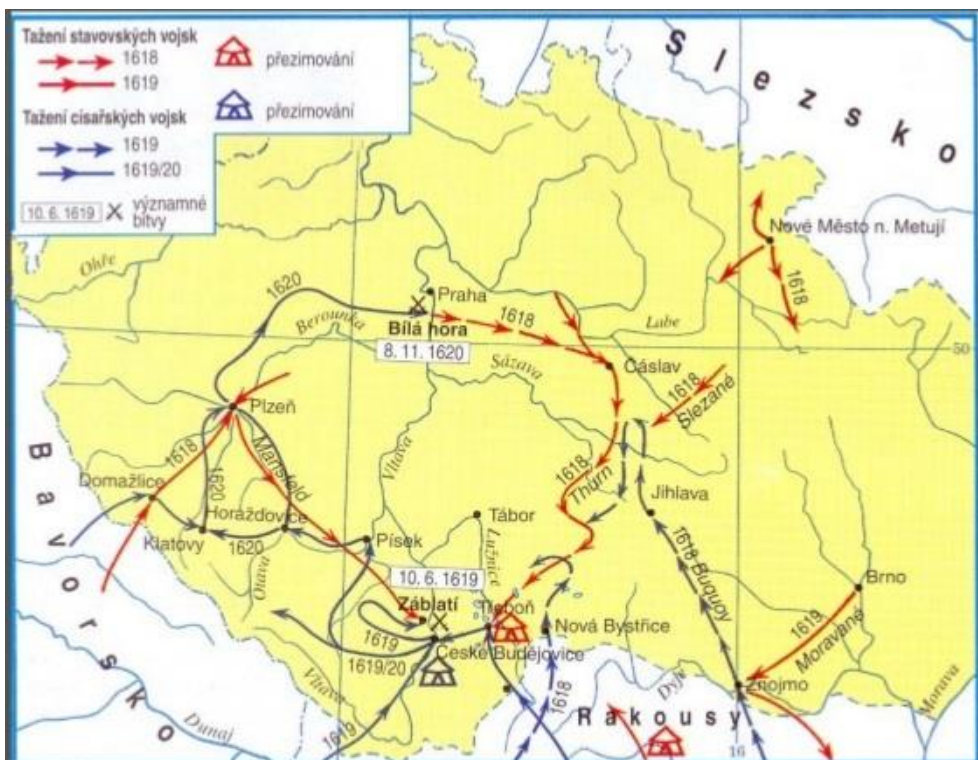 Tažení stavovských vojsk
1618
1619
přezimování
Tažení císařských vojsk
1619
1619/20
přezimování
10. 6. 1619
významné
bitvy
Slezsko
Nové Město n. Metují
1618
Ohře
1620
Praha
Berounka
Bílá hora
8. 11. 1620
1618
Labe
50
Sázava
Čáslav
1618
Slezané
Plzeň
1618
Mansfeld
Vltava
1618
Thurn
Bavorsko
Domažlice
1620
Horažďovice
Klatovy
1620
Písek
Tábor
Jihlava
Otava
Lužnice
10. 6. 1619
1618 Buquoy
Brno
Záblatí
Třeboň
Nová Bystřice
1619
Moravané
1619
České Budějovice
1619/20
Vltava
1618
Dyje
Znojmo
Morava
Dunaj
1619
Rakousy
16